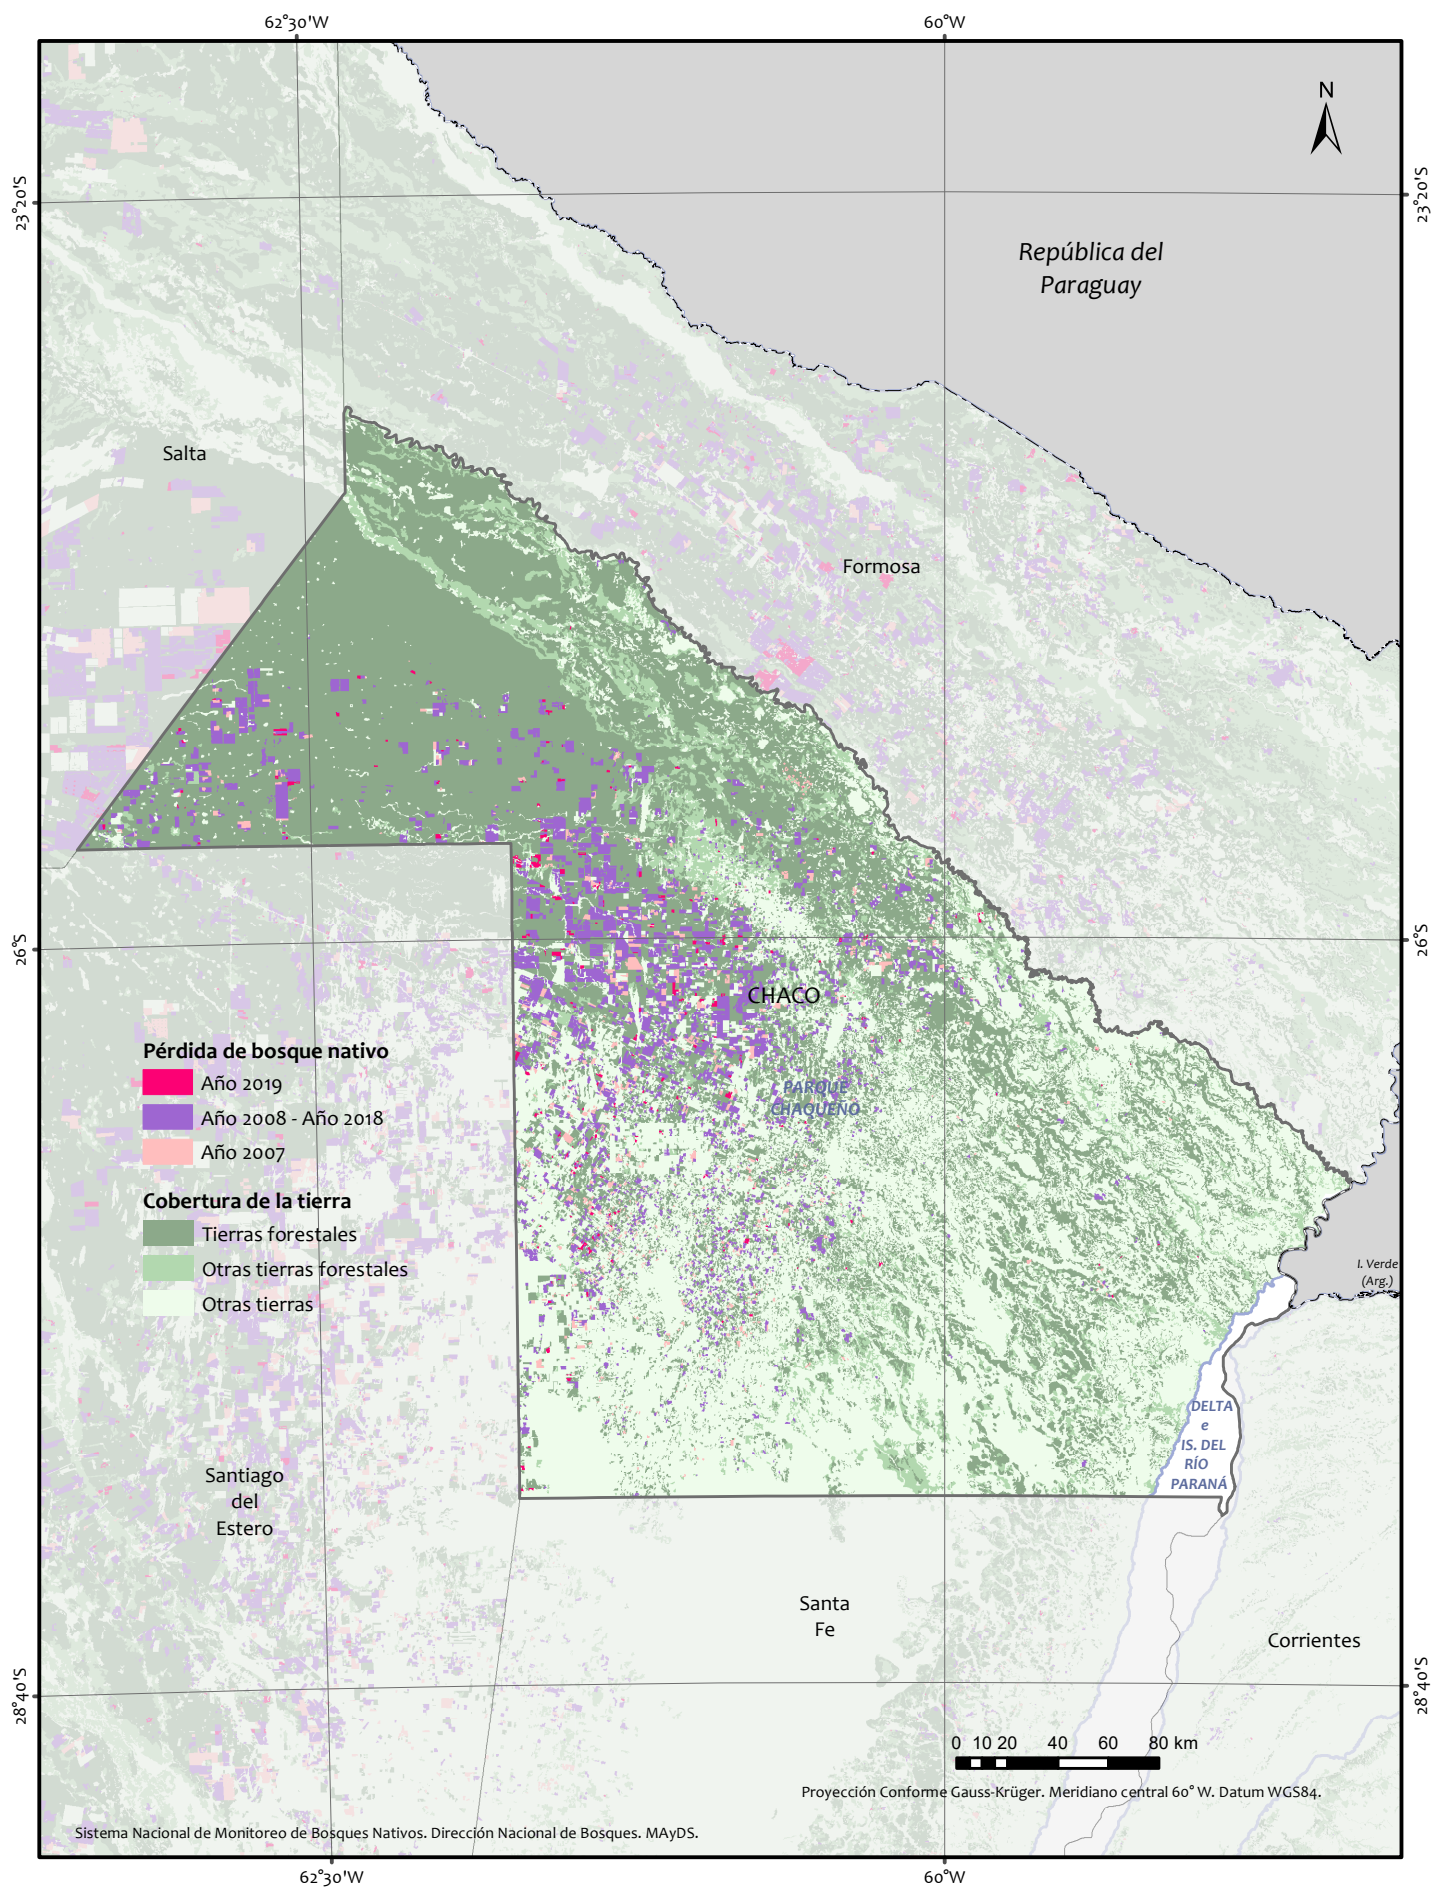 62°30'W
60°W
N
23°20'S
23°20'S
República del
Paraguay
Salta
Formosa
26°S
26°S
CHACO
Pérdida de bosque nativo
Año 2019
Año 2008 - Año 2018
Año 2007
PARQUE
CHAQUEÑO
Cobertura de la tierra
Tierras forestales
Otras tierras forestales
Otras tierras
I. Verde
(Arg.)
DELTA
e
IS. DEL
RÍO
PARANÁ
Santiago
del
Estero
Santa
Fe
Corrientes
28°40'S
28°40'S
0 10 20 40 60 80 km
Proyección Conforme Gauss-Krüger. Meridiano central 60° W. Datum WGS84.
Sistema Nacional de Monitoreo de Bosques Nativos. Dirección Nacional de Bosques. MAyDS.
62°30'W
60°W